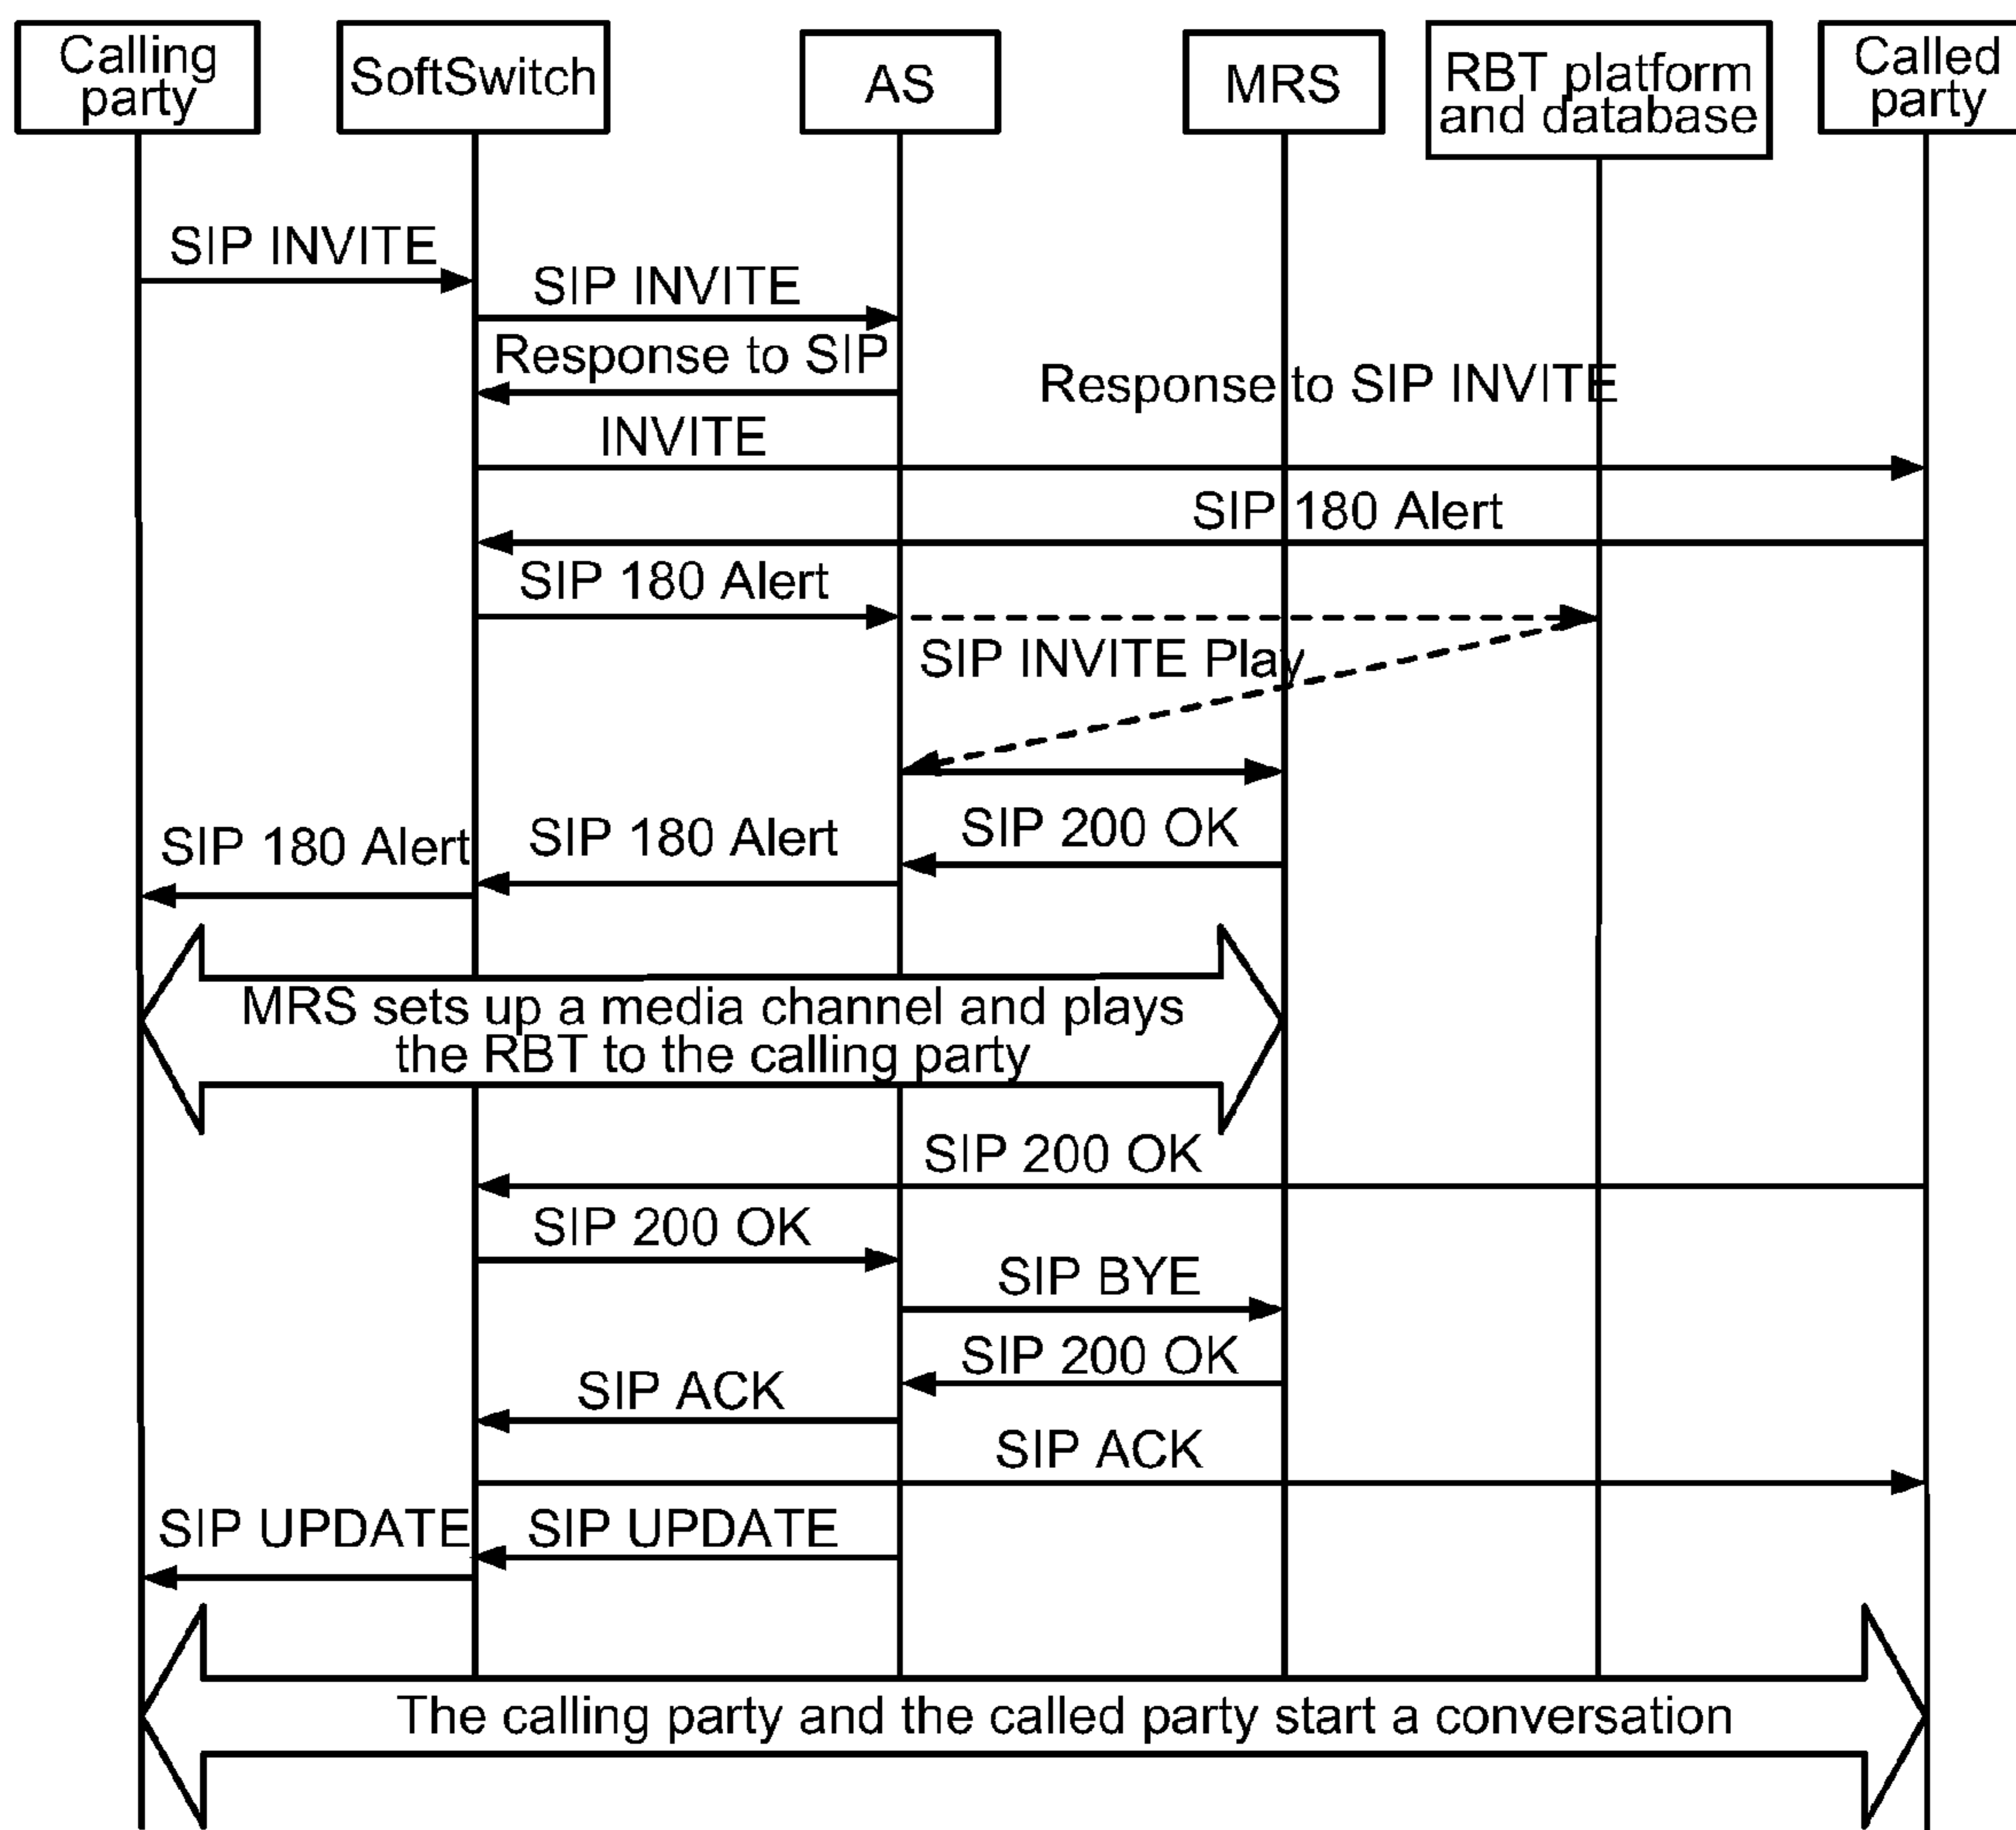 Calling
party
SoftSwitch
AS
MRS
RBT platform
and database
Called
party
SIP INVITE
SIP INVITE
Response to SIP
Response to SIP INVITE
INVITE
SIP 180 Alert
SIP 180 Alert
SIP INVITE Play
SIP 200 OK
SIP 180 Alert
SIP 180 Alert
MRS sets up a media channel and plays
the RBT to the calling party
SIP 200 OK
SIP 200 OK
SIP BYE
SIP 200 OK
SIP ACK
SIP ACK
SIP UPDATE
SIP UPDATE
The calling party and the called party start a conversation